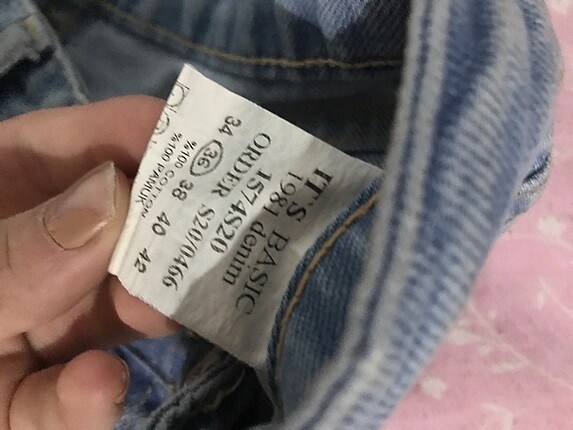 IT'S BASIC
1981 denim
1574S20
ORDER S20/0466
34 36 38 40 42
%100 COTTON
%100 PAMUK